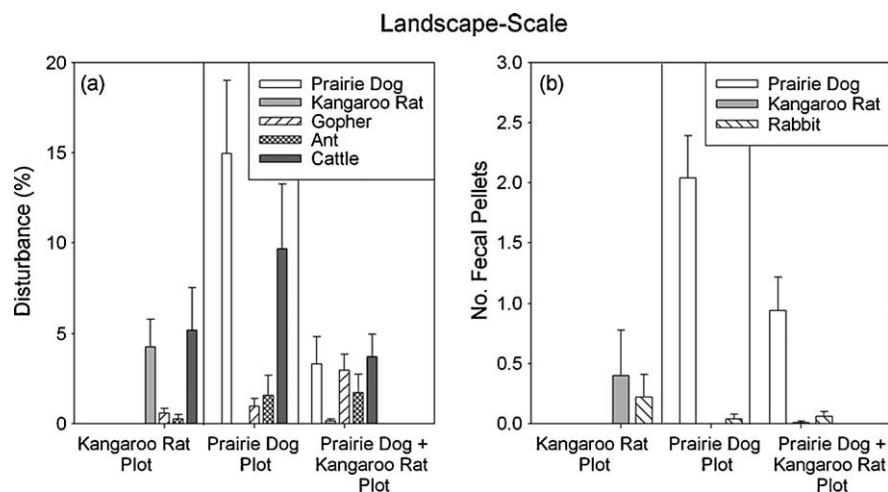 Landscape-Scale
(a)
Prairie Dog
Kangaroo Rat
Gopher
Ant
Cattle
Disturbance (%)
20
15
10
5
0
Kangaroo Rat
Plot
Prairie Dog
Plot
Prairie Dog +
Kangaroo Rat
Plot
(b)
Prairie Dog
Kangaroo Rat
Rabbit
No. Fecal Pellets
3.0
2.5
2.0
1.5
1.0
0.5
0.0
Kangaroo Rat
Plot
Prairie Dog
Plot
Prairie Dog +
Kangaroo Rat
Plot